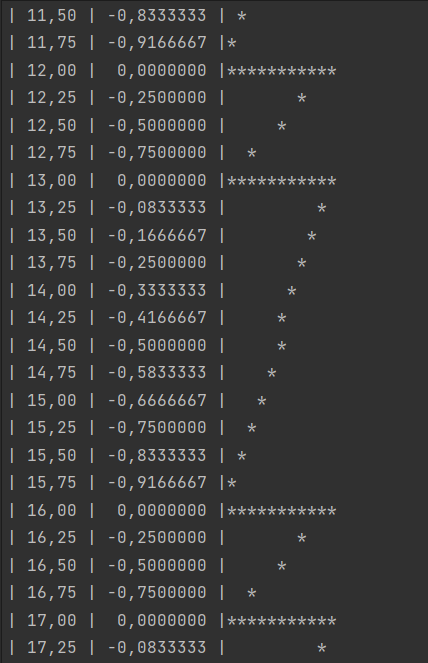 | 11,50 | -0,8333333 | *
| 11,75 | -0,9166667 |*
| 12,00 |  0,0000000 |***********
| 12,25 | -0,2500000 |       *
| 12,50 | -0,5000000 |     *
| 12,75 | -0,7500000 |  *
| 13,00 |  0,0000000 |***********
| 13,25 | -0,0833333 |         *
| 13,50 | -0,1666667 |        *
| 13,75 | -0,2500000 |       *
| 14,00 | -0,3333333 |      *
| 14,25 | -0,4166667 |     *
| 14,50 | -0,5000000 |     *
| 14,75 | -0,5833333 |    *
| 15,00 | -0,6666667 |   *
| 15,25 | -0,7500000 |  *
| 15,50 | -0,8333333 | *
| 15,75 | -0,9166667 |*
| 16,00 |  0,0000000 |***********
| 16,25 | -0,2500000 |       *
| 16,50 | -0,5000000 |     *
| 16,75 | -0,7500000 |  *
| 17,00 |  0,0000000 |***********
| 17,25 | -0,0833333 |         *